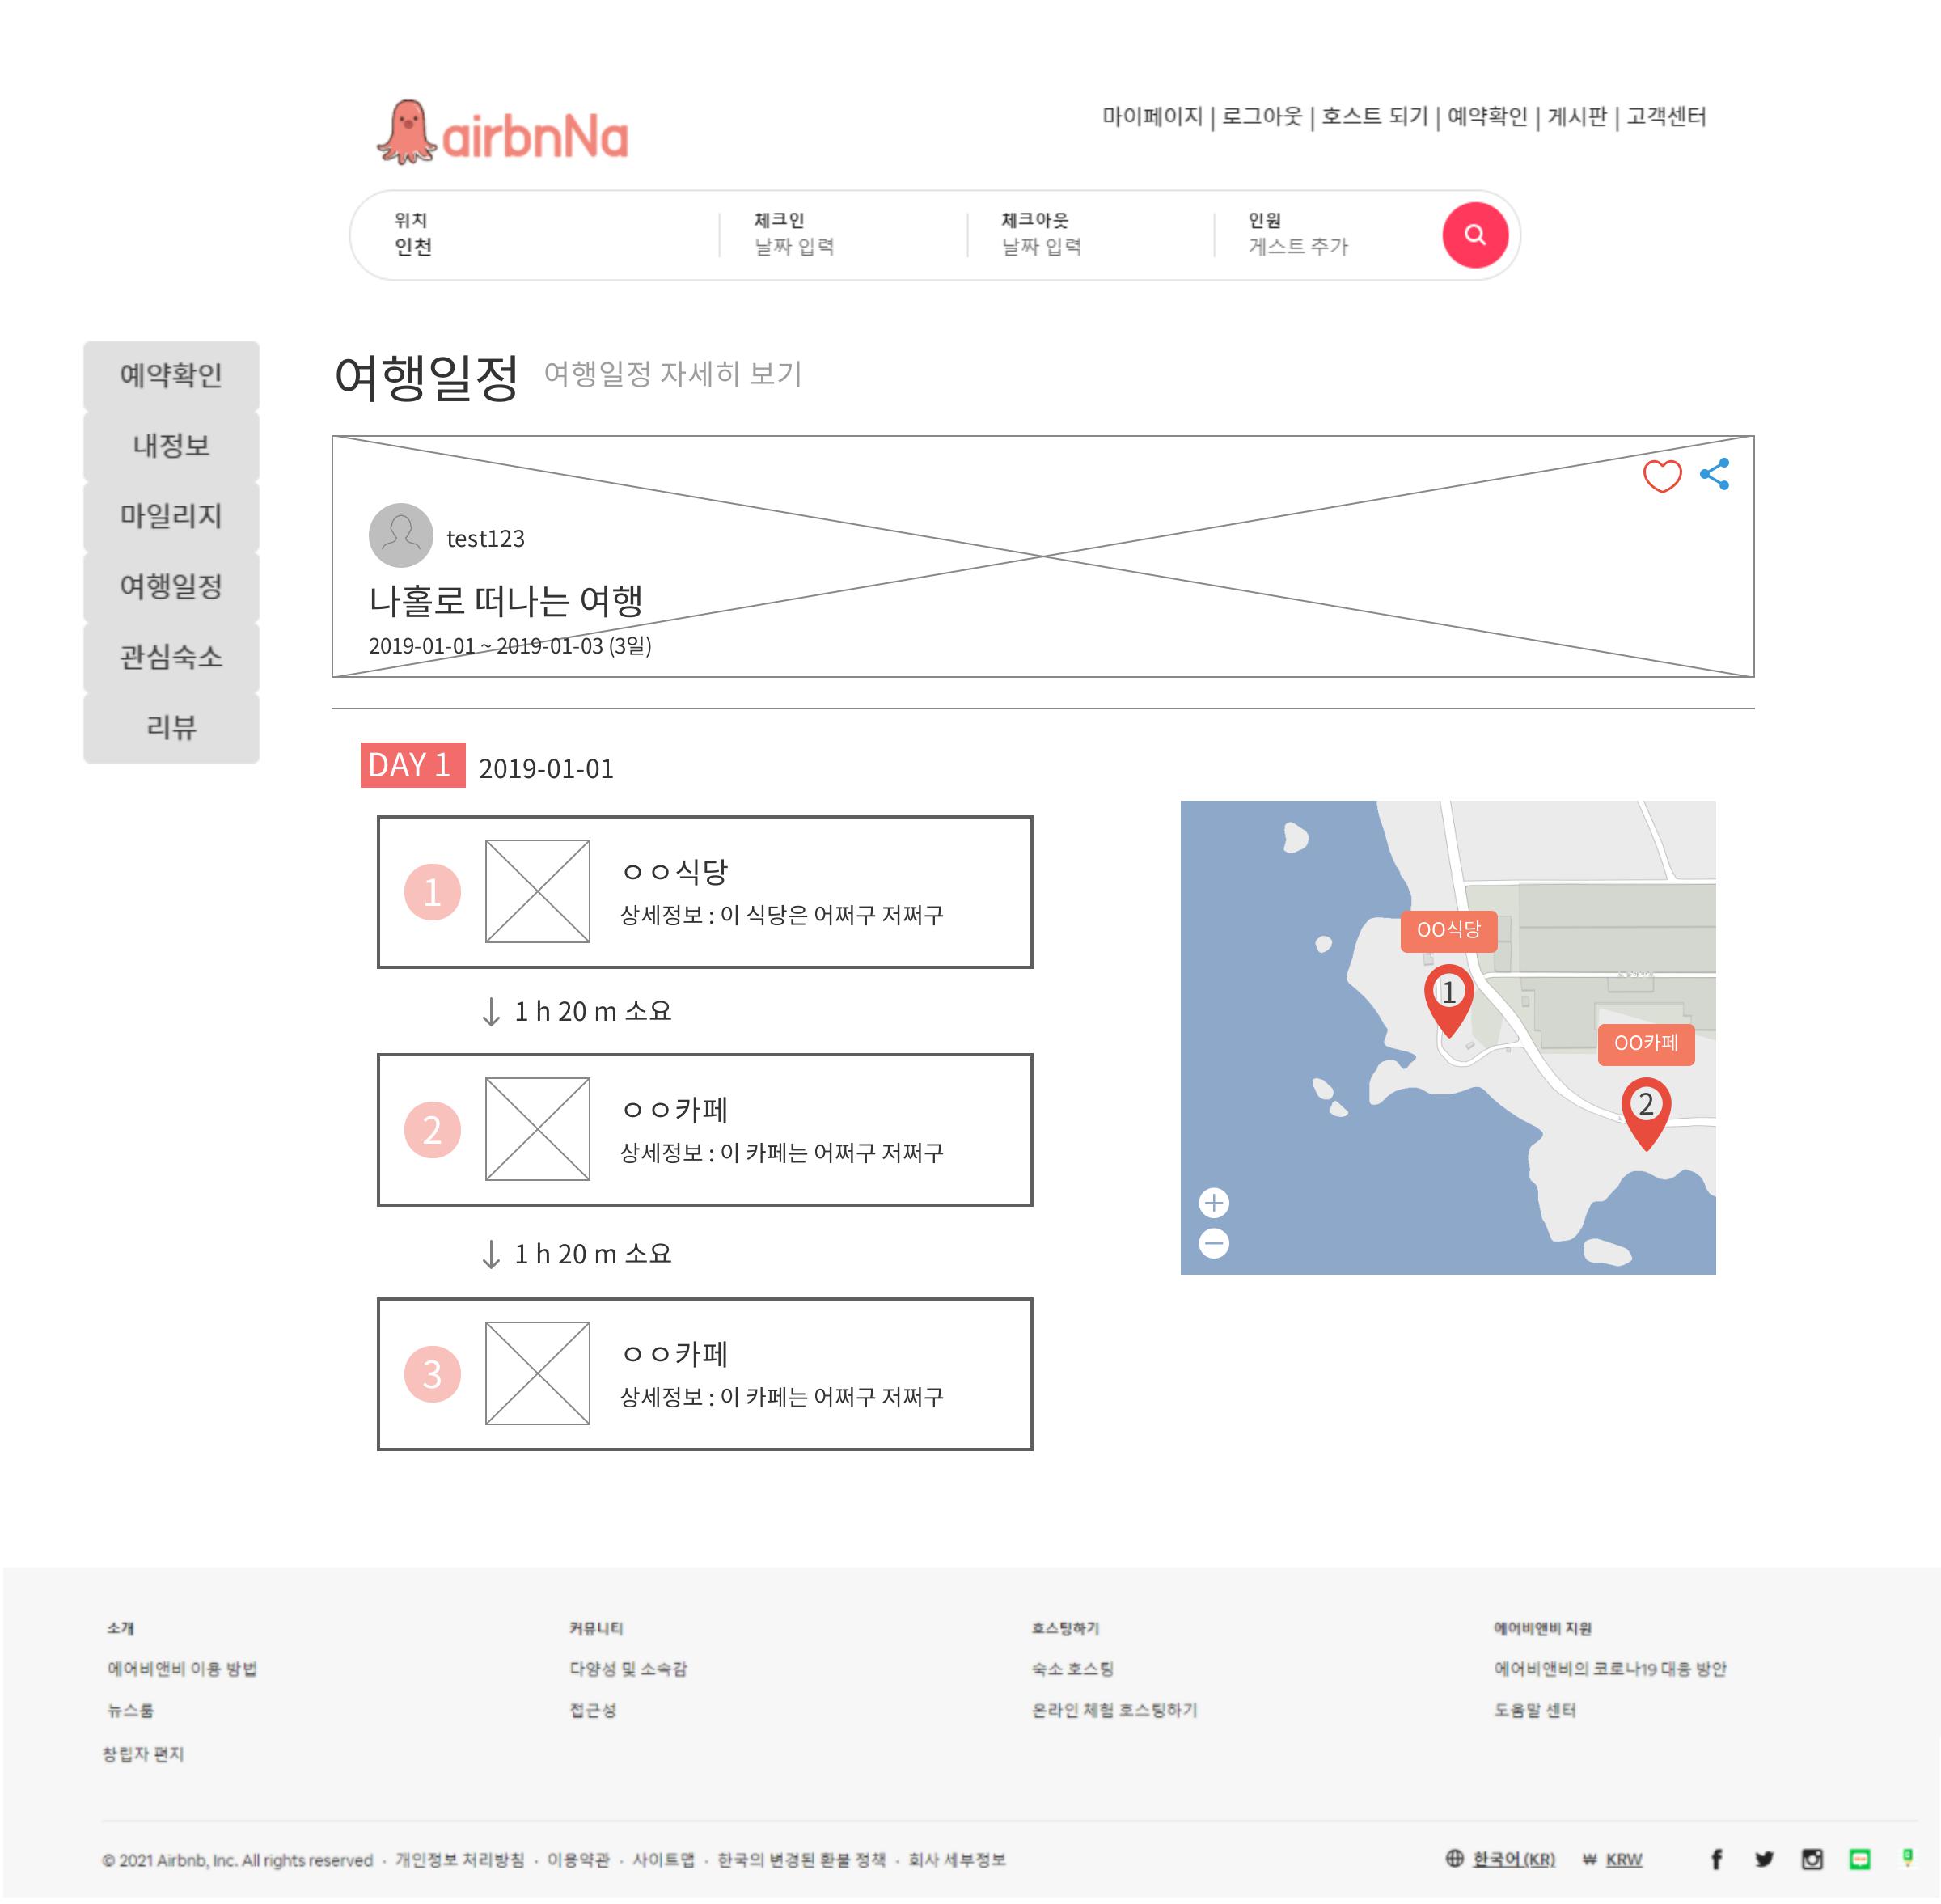 airbnNa
마이페이지 | 로그아웃 | 호스트 되기 | 예약확인 | 게시판 | 고객센터
위치
인천
체크인
날짜 입력
체크아웃
날짜 입력
인원
게스트 추가
예약확인
내정보
마일리지
여행일정
관심숙소
리뷰
여행일정 여행일정 자세히 보기
test123
나홀로 떠나는 여행
2019-01-01 ~ 2019-01-03 (3일)
DAY 1 2019-01-01
1
ㅇㅇ식당
상세정보 : 이 식당은 어쩌구 저쩌구
↓ 1 h 20 m 소요
2
ㅇㅇ카페
상세정보 : 이 카페는 어쩌구 저쩌구
↓ 1 h 20 m 소요
3
ㅇㅇ카페
상세정보 : 이 카페는 어쩌구 저쩌구
OO식당
1
OO카페
2
소개
에어비앤비 이용 방법
뉴스룸
창립자 편지
커뮤니티
다양성 및 소속감
접근성
호스팅하기
숙소 호스팅
온라인 체험 호스팅하기
에어비앤비 지원
에어비앤비의 코로나19 대응 방안
도움말 센터
© 2021 Airbnb, Inc. All rights reserved · 개인정보 처리방침 · 이용약관 · 사이트맵 · 한국의 변경된 환불 정책 · 회사 세부정보
한국어 (KR) ₩ KRW